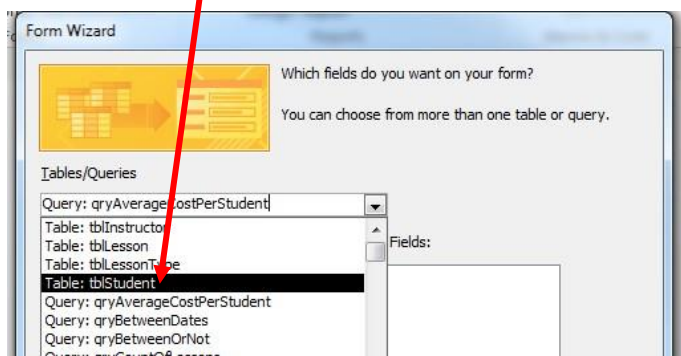 Form Wizard
Which fields do you want on your form?
You can choose from more than one table or query.
Tables/Queries
Query: qryAverageCostPerStudent
Table: tblInstructor
Table: tblLesson
Fields:
Table: tblLessonType
Table: tblStudent
Query: qryAverageCostPerStudent
Query: qryBetweenDates
Query: qryBetweenOrNot
Query: qryCountOfLessons